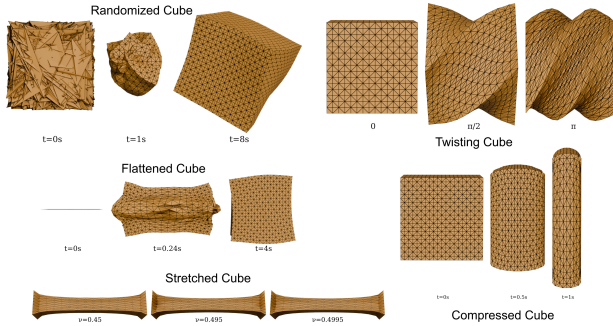 Randomized Cube
t=0s
t=1s
t=8s
0
π/2
π
Twisting Cube
Flattened Cube
t=0s
t=0.24s
t=4s
t=0s
t=0.5s
t=1s
Compressed Cube
Stretched Cube
ν=0.45
ν=0.495
ν=0.4995